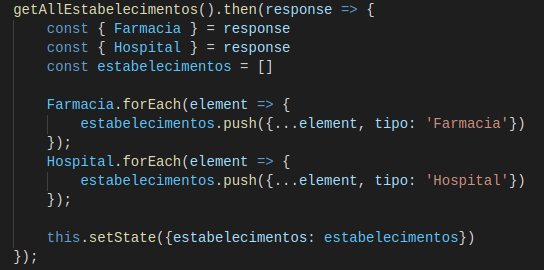 getAllEstabelecimentos().then(response => {
    const { Farmacia } = response
    const { Hospital } = response
    const estabelecimentos = []

    Farmacia.forEach(element => {
        estabelecimentos.push({...element, tipo: 'Farmacia'})
    });
    Hospital.forEach(element => {
        estabelecimentos.push({...element, tipo: 'Hospital'})
    });

    this.setState({estabelecimentos: estabelecimentos})
});